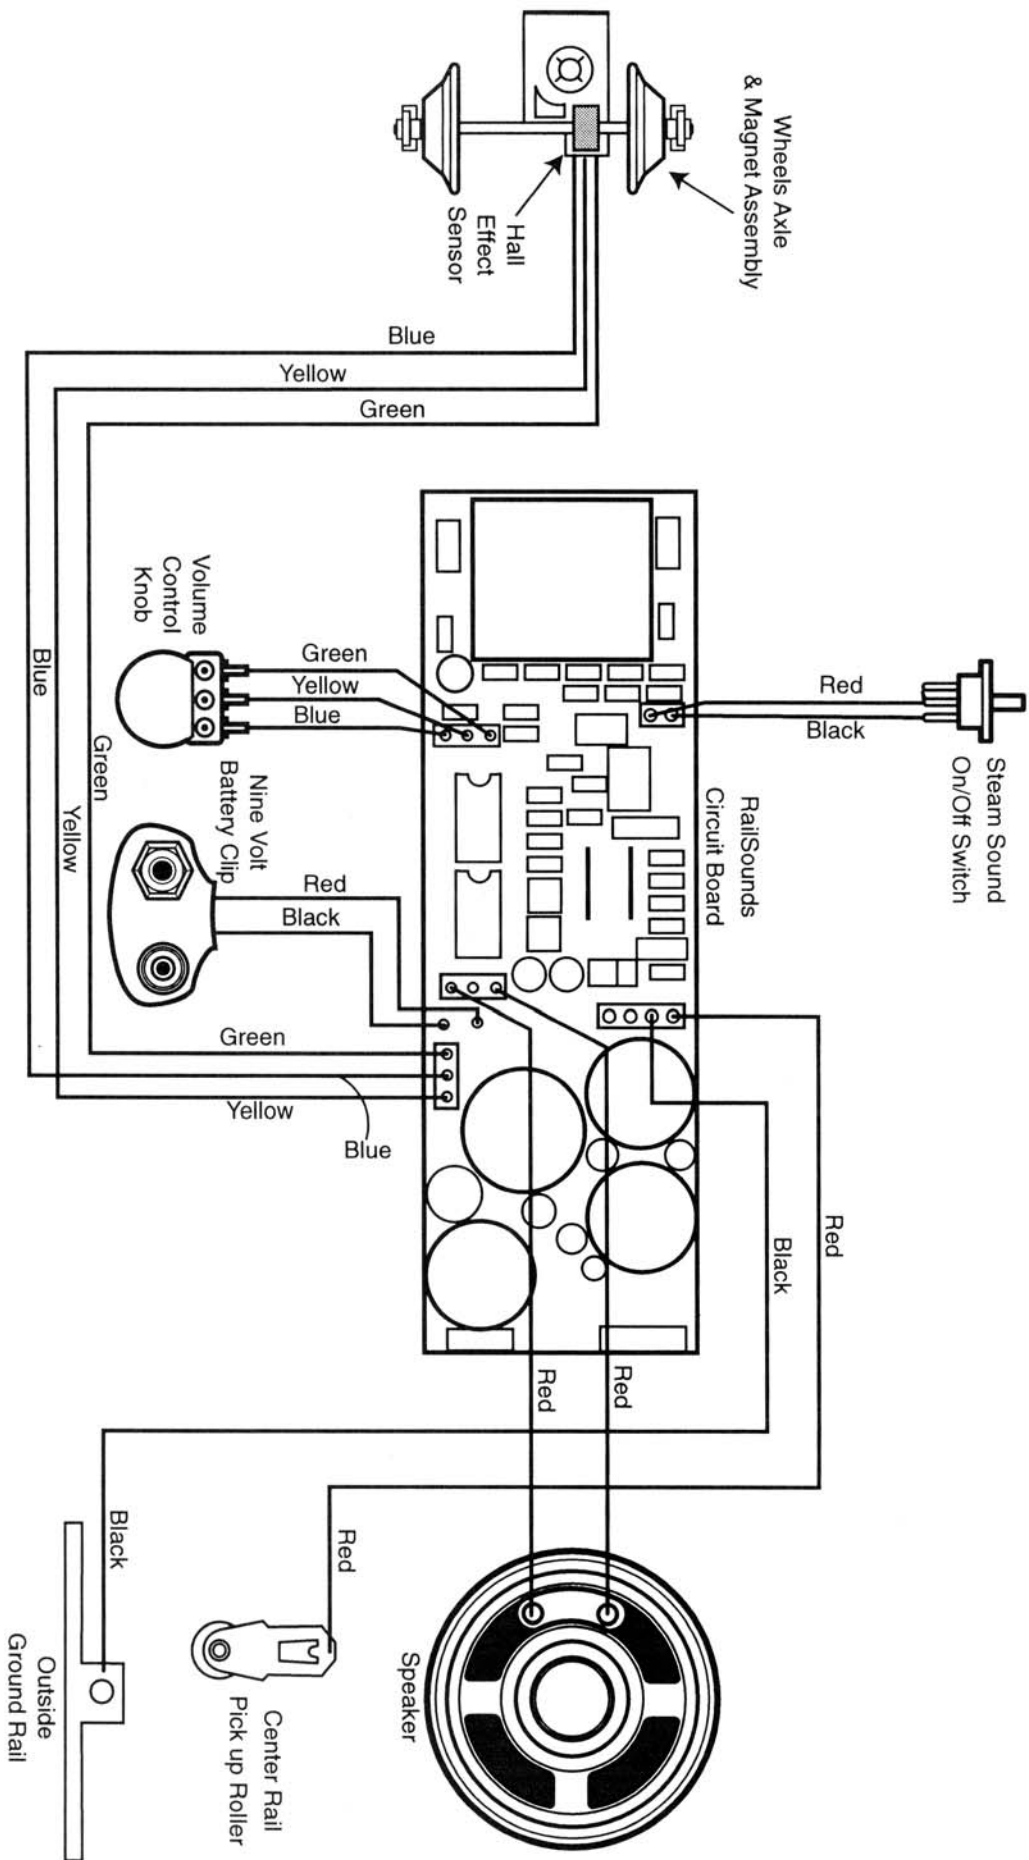 Wheels Axle
& Magnet Assembly
Hall
Effect
Sensor
Blue
Yellow
Green
Steam Sound
On/Off Switch
Red
Black
RailSounds
Circuit Board
Volume
Control
Knob
Green
Yellow
Blue
Blue
Green
Yellow
Nine Volt
Battery Clip
Red
Black
Green
Yellow
Blue
Red
Black
Red
Red
Black
Red
Speaker
Center Rail
Pick up Roller
Outside
Ground Rail